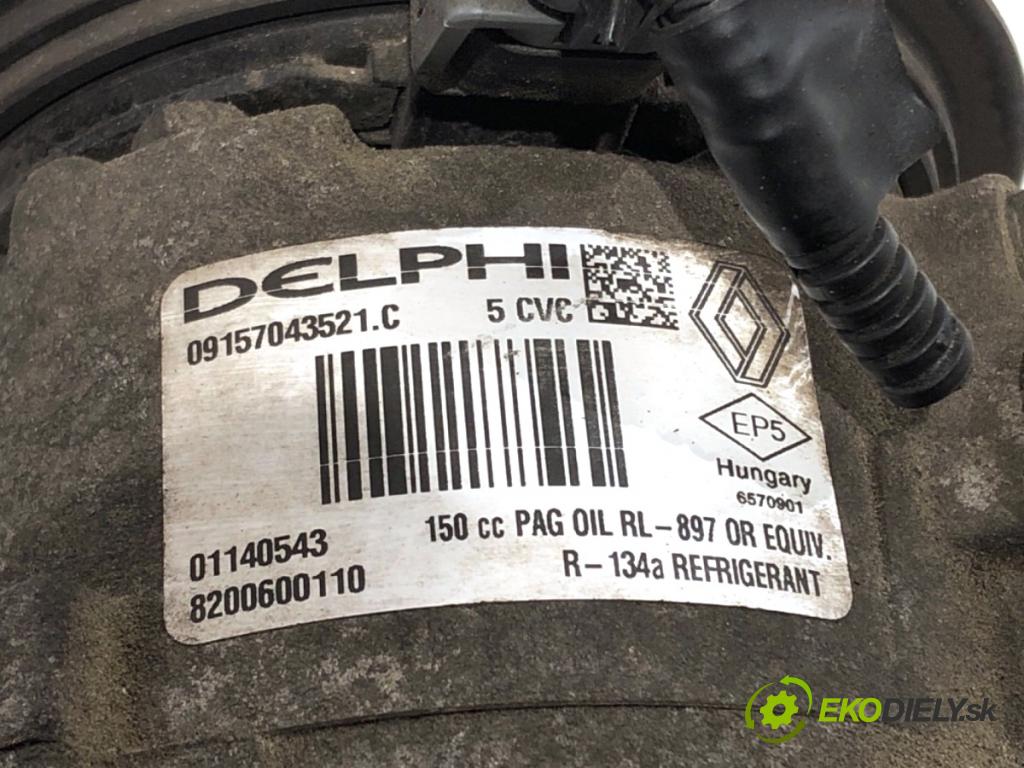 DELPHI
09157043521.C 5 CVC
EP5
Hungary
6570901
01140543
150 cc PAG OIL RL-897 OR EQUIV.
8200600110
R-134a REFRIGERANT
EKODIELY.sk